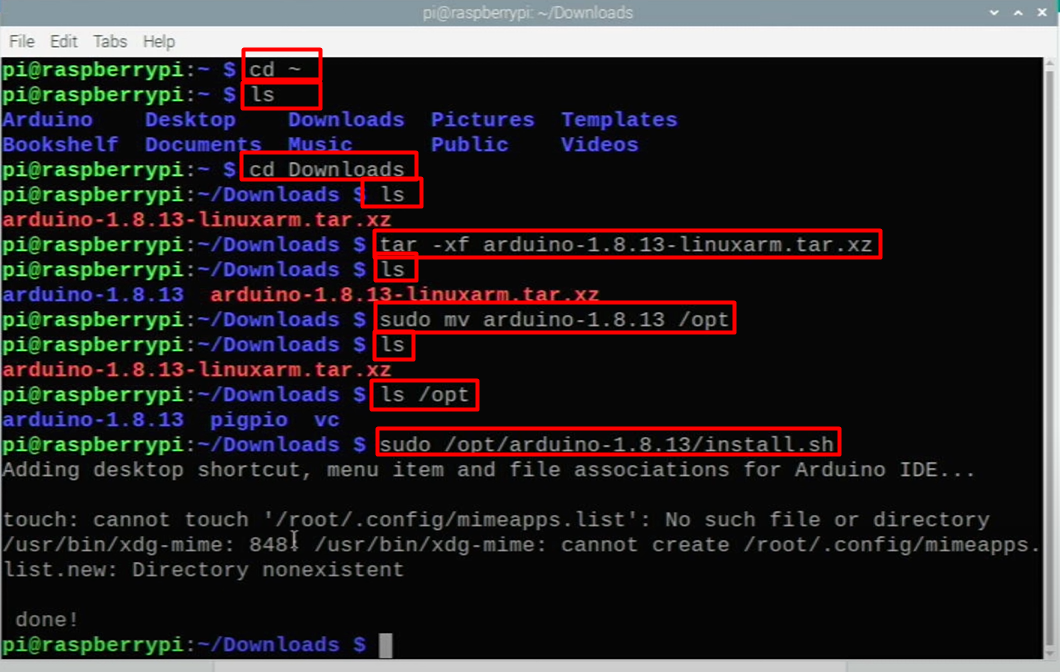 pi@raspberrypi: ~/Downloads
File Edit Tabs Help
pi@raspberrypi:~ $ cd ~
pi@raspberrypi:~ $ ls
Arduino Desktop Downloads Pictures Templates
Bookshelf Documents Music Public Videos
pi@raspberrypi:~ $ cd Downloads
pi@raspberrypi:~/Downloads $ ls
arduino-1.8.13-linuxarm.tar.xz
pi@raspberrypi:~/Downloads $ tar -xf arduino-1.8.13-linuxarm.tar.xz
pi@raspberrypi:~/Downloads $ ls
arduino-1.8.13 arduino-1.8.13-linuxarm.tar.xz
pi@raspberrypi:~/Downloads $ sudo mv arduino-1.8.13 /opt
pi@raspberrypi:~/Downloads $ ls
arduino-1.8.13-linuxarm.tar.xz
pi@raspberrypi:~/Downloads $ ls /opt
arduino-1.8.13 pigpio vc
pi@raspberrypi:~/Downloads $ sudo /opt/arduino-1.8.13/install.sh
Adding desktop shortcut, menu item and file associations for Arduino IDE...
touch: cannot touch '/root/.config/mimeapps.list': No such file or directory
/usr/bin/xdg-mime: 848: /usr/bin/xdg-mime: cannot create /root/.config/mimeapps.
list.new: Directory nonexistent
done!
pi@raspberrypi:~/Downloads $